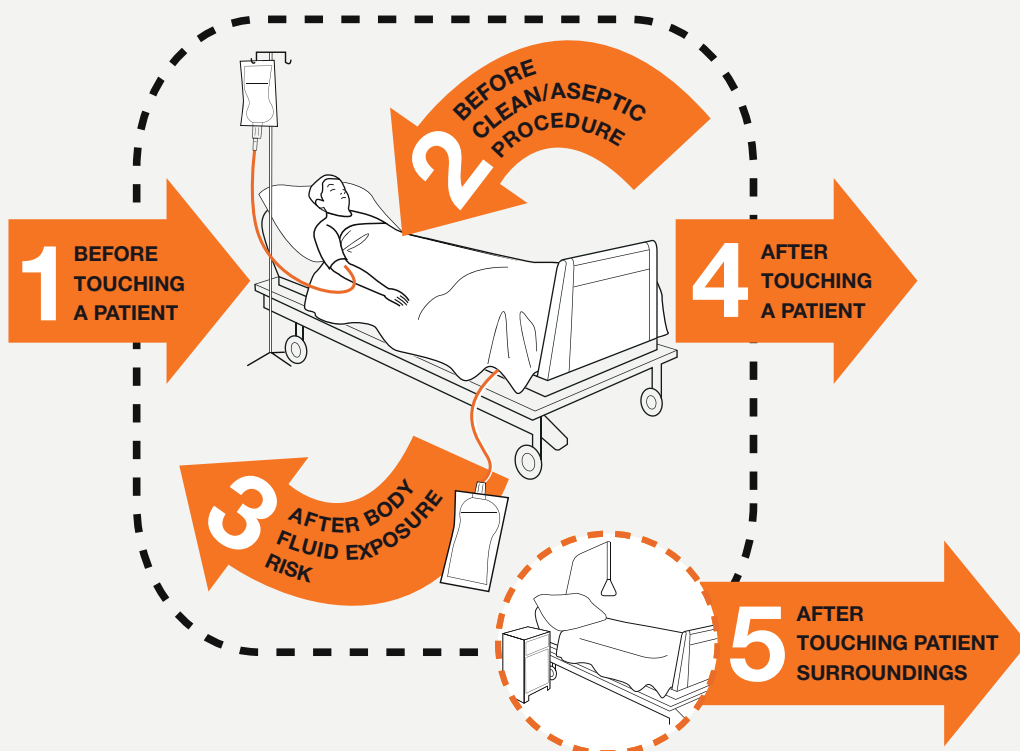 1
BEFORE
TOUCHING
A PATIENT
2
BEFORE
CLEAN/ASEPTIC
PROCEDURE
3
AFTER BODY
FLUID EXPOSURE
RISK
4
AFTER
TOUCHING
A PATIENT
5
AFTER
TOUCHING PATIENT
SURROUNDINGS